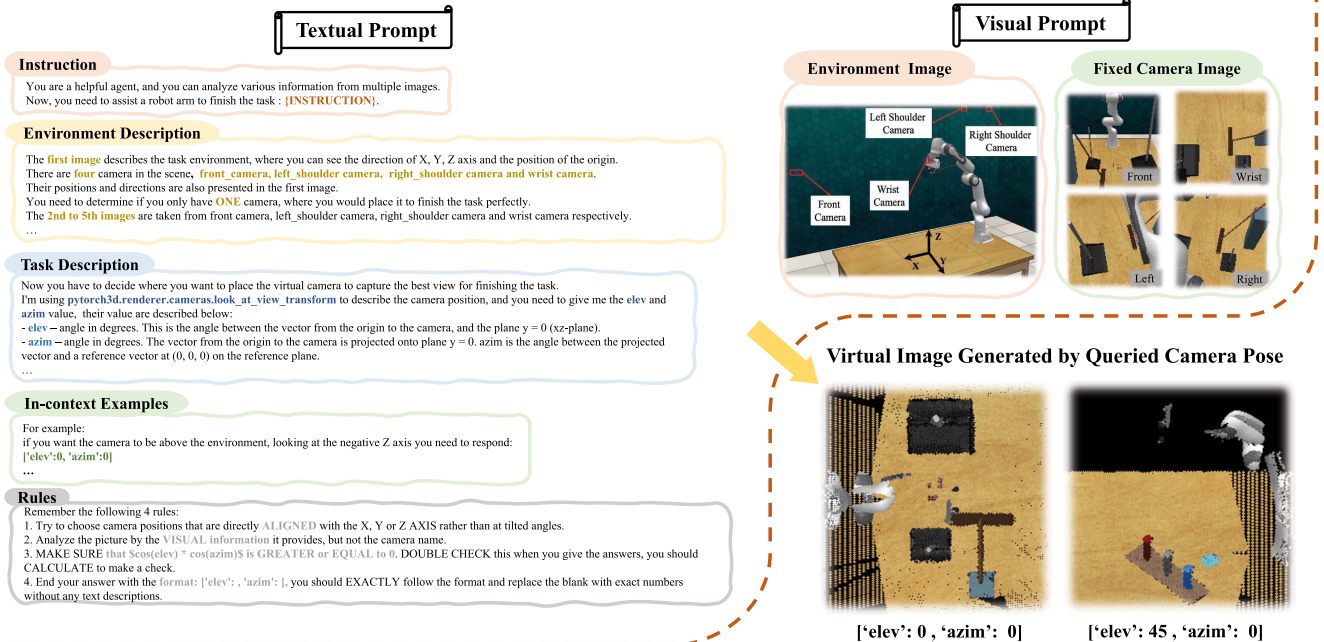 Textual Prompt
Instruction
You are a helpful agent, and you can analyze various information from multiple images.
Now, you need to assist a robot arm to finish the task : {INSTRUCTION}.
Environment Description
The first image describes the task environment, where you can see the direction of X, Y, Z axis and the position of the origin.
There are four camera in the scene, front_camera, left_shoulder camera, right_shoulder camera and wrist camera.
Their positions and directions are also presented in the first image.
You need to determine if you only have ONE camera, where you would place it to finish the task perfectly.
The 2nd to 5th images are taken from front camera, left_shoulder camera, right_shoulder camera and wrist camera respectively.
...
Task Description
Now you have to decide where you want to place the virtual camera to capture the best view for finishing the task.
I'm using pytorch3d.renderer.cameras.look_at_view_transform to describe the camera position, and you need to give me the elev and
azim value, their value are described below:
- elev – angle in degrees. This is the angle between the vector from the origin to the camera, and the plane y = 0 (xz-plane).
- azim – angle in degrees. The vector from the origin to the camera is projected onto plane y = 0. azim is the angle between the projected
vector and a reference vector at (0, 0, 0) on the reference plane.
...
In-context Examples
For example:
if you want the camera to be above the environment, looking at the negative Z axis you need to respond:
['elev':0, 'azim':0]
...
Rules
Remember the following 4 rules:
1. Try to choose camera positions that are directly ALIGNED with the X, Y or Z AXIS rather than at tilted angles.
2. Analyze the picture by the VISUAL information it provides, but not the camera name.
3. MAKE SURE that $cos(elev) * cos(azim)$ is GREATER or EQUAL to 0. DOUBLE CHECK this when you give the answers, you should
CALCULATE to make a check.
4. End your answer with the format: ['elev': , 'azim': ], you should EXACTLY follow the format and replace the blank with exact numbers
without any text descriptions.
Visual Prompt
Environment Image
Left Shoulder
Camera
Right Shoulder
Camera
Wrist
Camera
Front
Camera
Z
X
Y
Fixed Camera Image
Front
Wrist
Left
Right
Virtual Image Generated by Queried Camera Pose
[‘elev’: 0 , ‘azim’: 0]
[‘elev’: 45 , ‘azim’: 0]